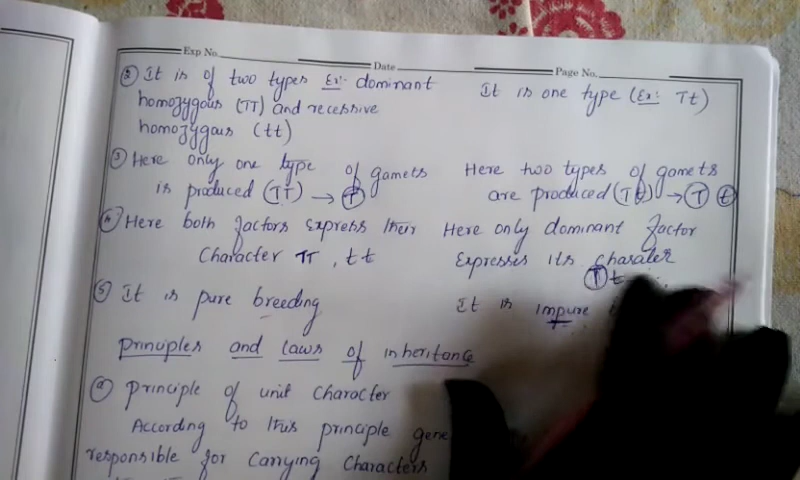 Exp No.
Date
Page No.
② It is of two types Ex:- dominant
homozygous (TT) and recessive
homozygous (tt)
It is one type (Ex: Tt)
③ Here only one type of gamets
is produced (TT) → Ⓣ
Here two types of gamets
are produced (Tt) → Ⓣ ⓣ
④ Here both factors express their
Character TT, tt
Here only dominant factor
Expresses its charater
Ⓣ t
⑤ It is pure breeding
It is impure
Principles and laws of inheritance
ⓐ Principle of unit character
According to this principle gene
responsible for carrying characters